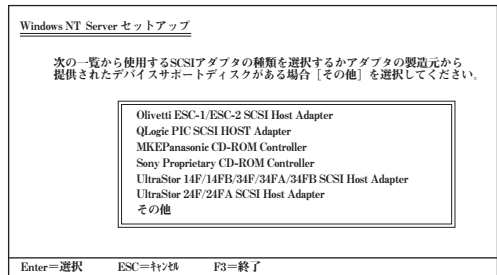 Windows NT Server セットアップ
次の一覧から使用するSCSIアダプタの種類を選択するかアダプタの製造元から
提供されたデバイスサポートディスクがある場合［その他］を選択してください。
Olivetti ESC-1/ESC-2 SCSI Host Adapter
QLogic PIC SCSI HOST Adapter
MKEPanasonic CD-ROM Controller
Sony Proprietary CD-ROM Controller
UltraStor 14F/14FB/34F/34FA/34FB SCSI Host Adapter
UltraStor 24F/24FA SCSI Host Adapter
その他
Enter＝選択 ESC＝ｷｬﾝｾﾙ F3＝終了